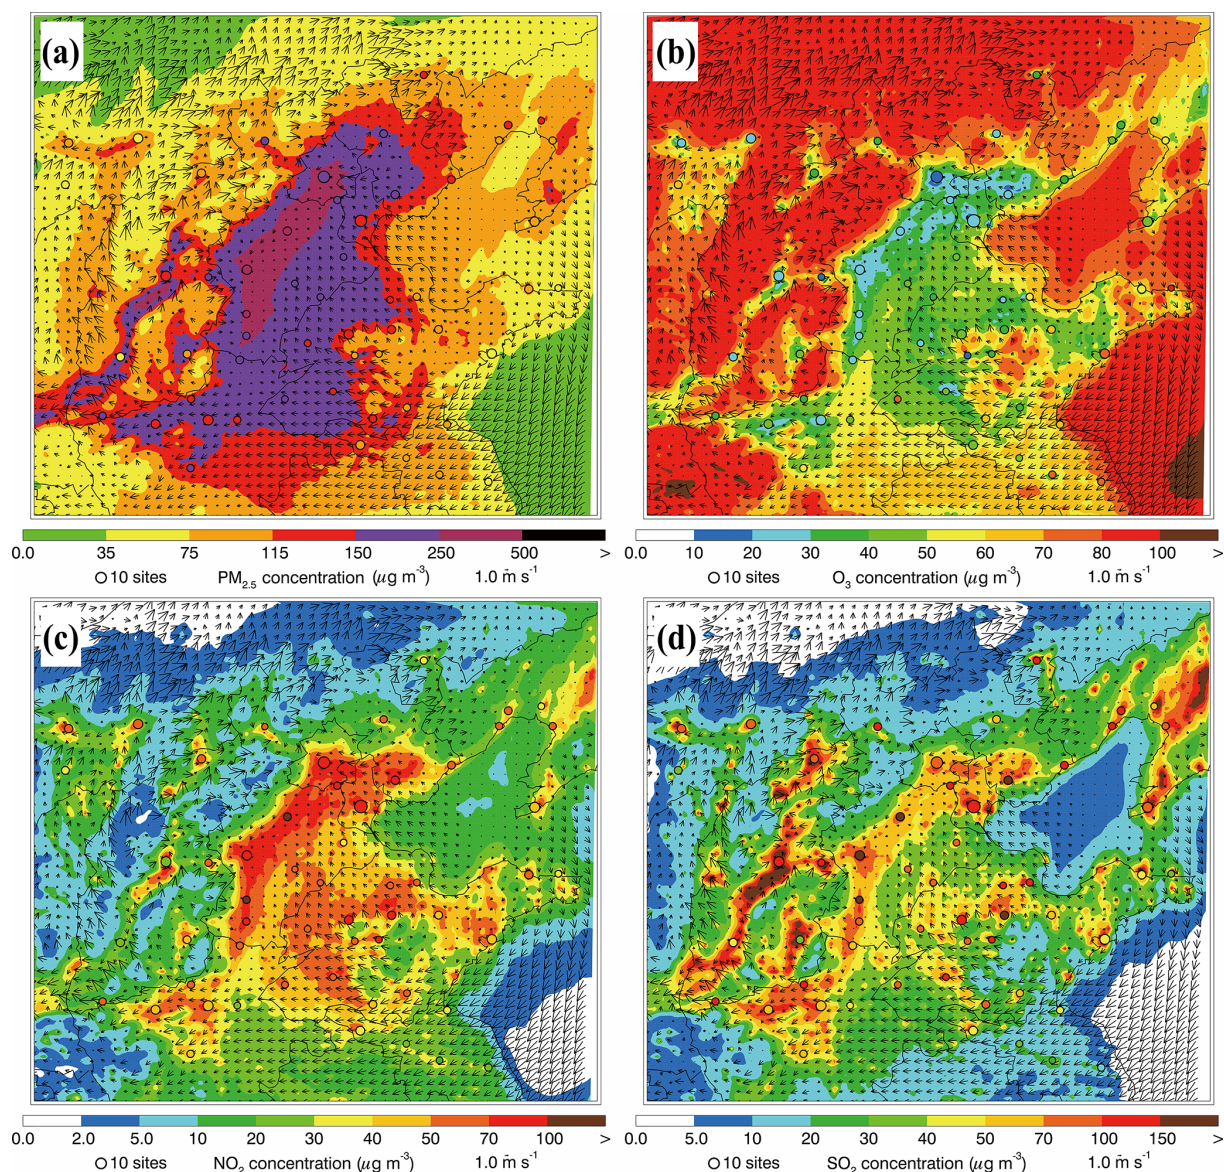 (a)
(b)
0.0 35 75 115 150 250 500 >
0.0 10 20 30 40 50 60 70 80 100 >
10 sites PM2.5 concentration (μg m-3) 1.0 m s-1
10 sites O3 concentration (μg m-3) 1.0 m s-1
(c)
(d)
0.0 2.0 5.0 10 20 30 40 50 70 100 >
0.0 5.0 10 20 30 40 50 70 100 150 >
10 sites NO2 concentration (μg m-3) 1.0 m s-1
10 sites SO2 concentration (μg m-3) 1.0 m s-1